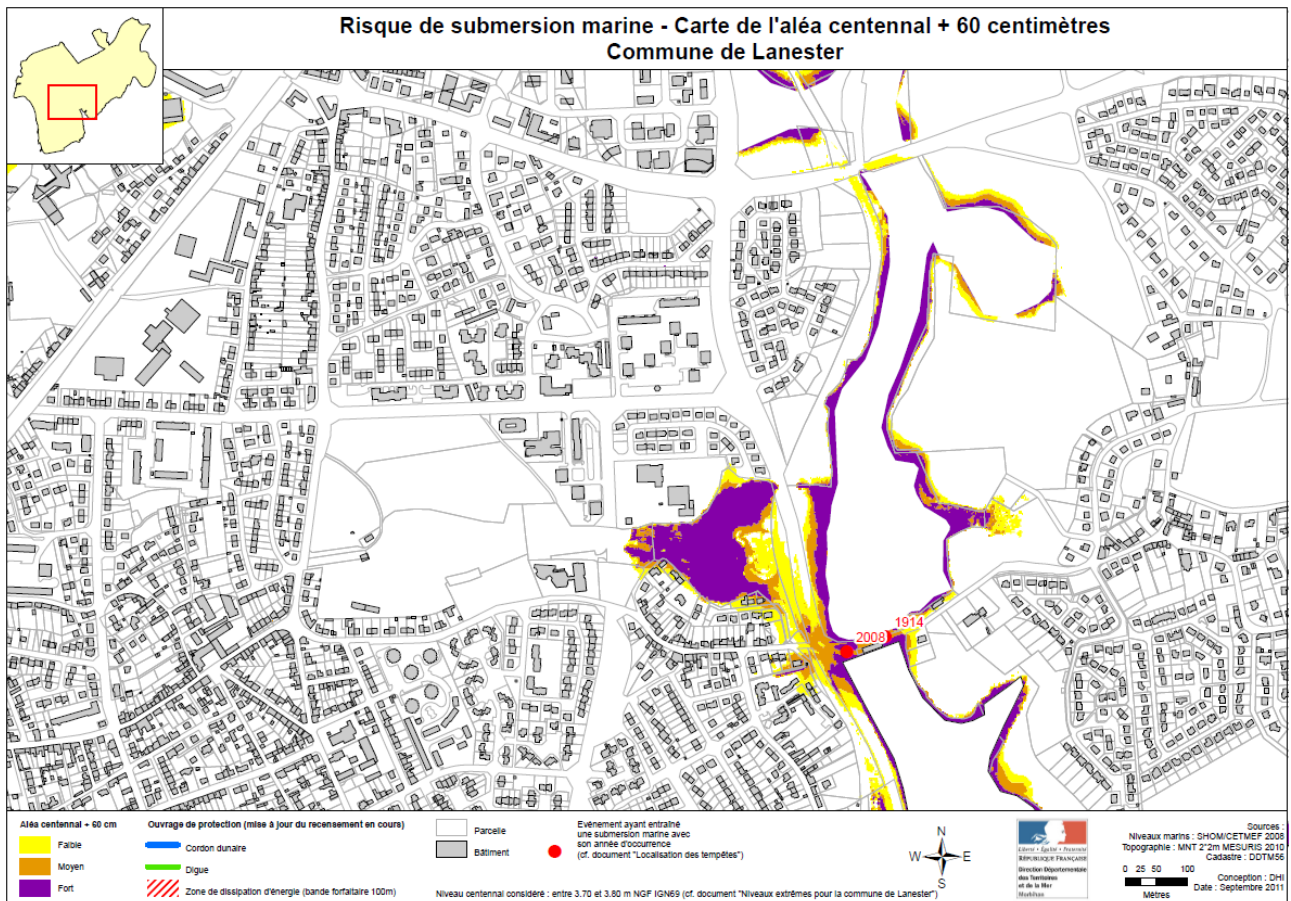 Risque de submersion marine - Carte de l'aléa centennal + 60 centimètres
Commune de Lanester
1914
2008
Aléa centennal + 60 cm
Faible
Moyen
Fort
Ouvrage de protection (mise à jour du recensement en cours)
Cordon dunaire
Digue
Zone de dissipation d'énergie (bande forfaitaire 100m)
Parcelle
Bâtiment
Evénement ayant entraîné
une submersion marine avec
son année d'occurrence
(cf. document "Localisation des tempêtes")
Niveau centennal considéré : entre 3.70 et 3.80 m NGF IGN69 (cf. document "Niveaux extrêmes pour la commune de Lanester")
N
W E
S
Liberté • Égalité • Fraternité
RÉPUBLIQUE FRANÇAISE
Direction Départementale
des Territoires
et de la Mer
Morbihan
Sources :
Niveaux marins : SHOM/CETMEF 2008
Topographie : MNT 2*2m MESURIS 2010
Cadastre : DDTM56
0 25 50 100
Mètres
Conception : DHI
Date : Septembre 2011